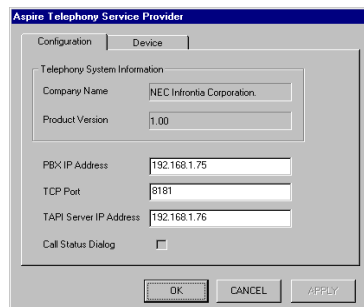 Aspire Telephony Service Provider
Configuration Device
Telephony System Information
Company Name NEC Infrontia Corporation.
Product Version 1.00
PBX IP Address 192.168.1.75
TCP Port 8181
TAPI Server IP Address 192.168.1.76
Call Status Dialog
OK CANCEL APPLY